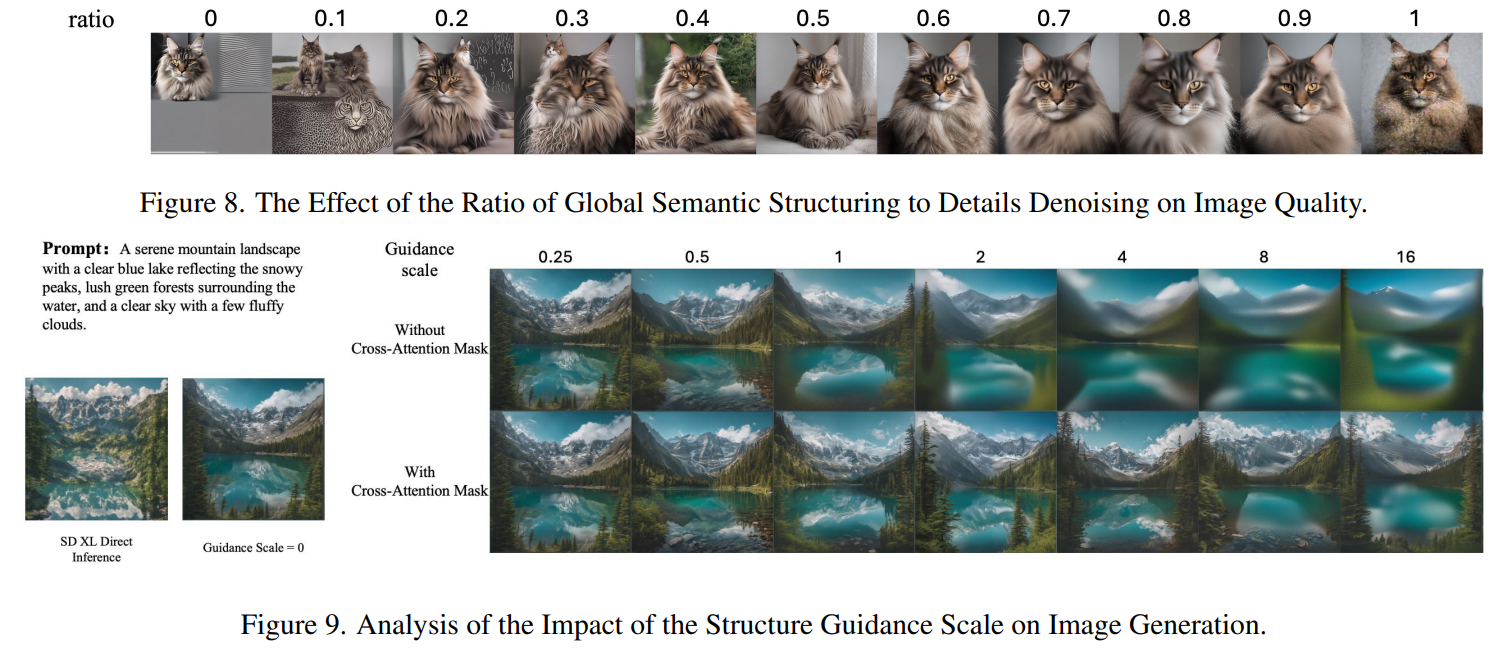 ratio 0 0.1 0.2 0.3 0.4 0.5 0.6 0.7 0.8 0.9 1
Figure 8. The Effect of the Ratio of Global Semantic Structuring to Details Denoising on Image Quality.
Prompt: A serene mountain landscape
with a clear blue lake reflecting the snowy
peaks, lush green forests surrounding the
water, and a clear sky with a few fluffy
clouds.
SD XL Direct
Inference
Guidance Scale = 0
Guidance
scale
0.25 0.5 1 2 4 8 16
Without
Cross-Attention Mask
With
Cross-Attention Mask
Figure 9. Analysis of the Impact of the Structure Guidance Scale on Image Generation.